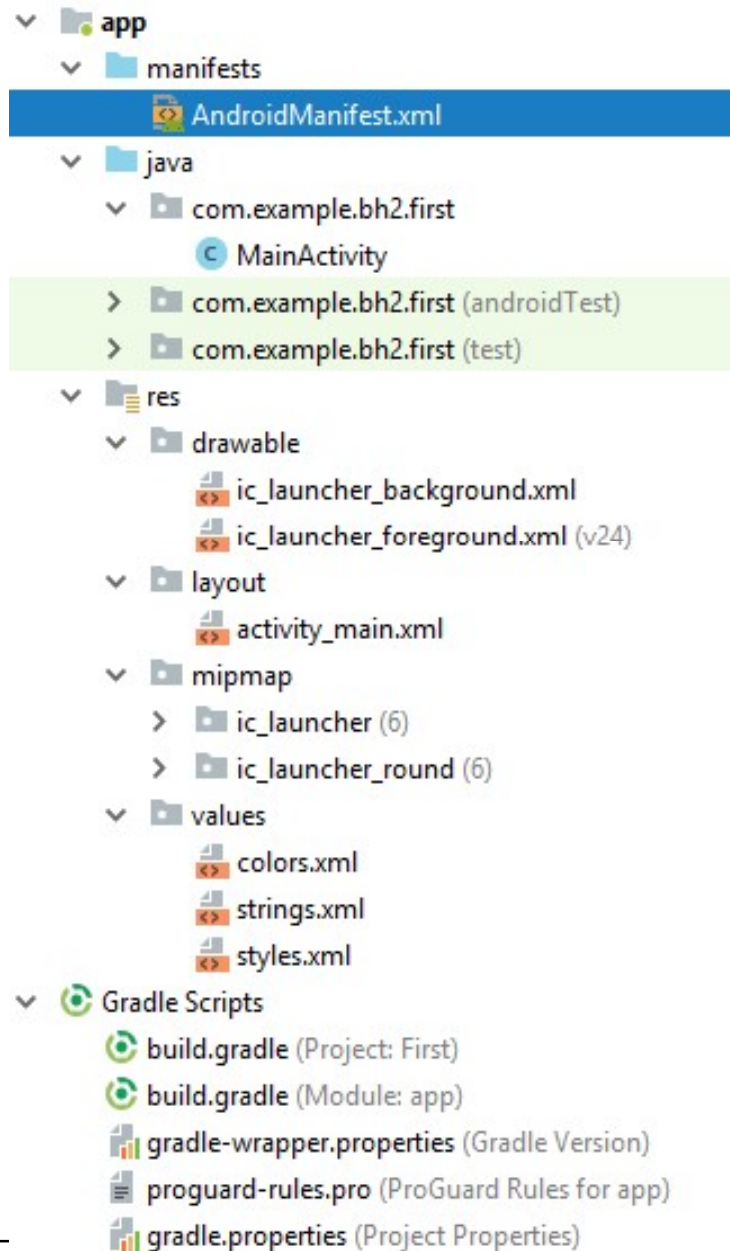 app
manifests
AndroidManifest.xml
java
com.example.bh2.first
MainActivity
com.example.bh2.first (androidTest)
com.example.bh2.first (test)
res
drawable
ic_launcher_background.xml
ic_launcher_foreground.xml (v24)
layout
activity_main.xml
mipmap
ic_launcher (6)
ic_launcher_round (6)
values
colors.xml
strings.xml
styles.xml
Gradle Scripts
build.gradle (Project: First)
build.gradle (Module: app)
gradle-wrapper.properties (Gradle Version)
proguard-rules.pro (ProGuard Rules for app)
gradle.properties (Project Properties)